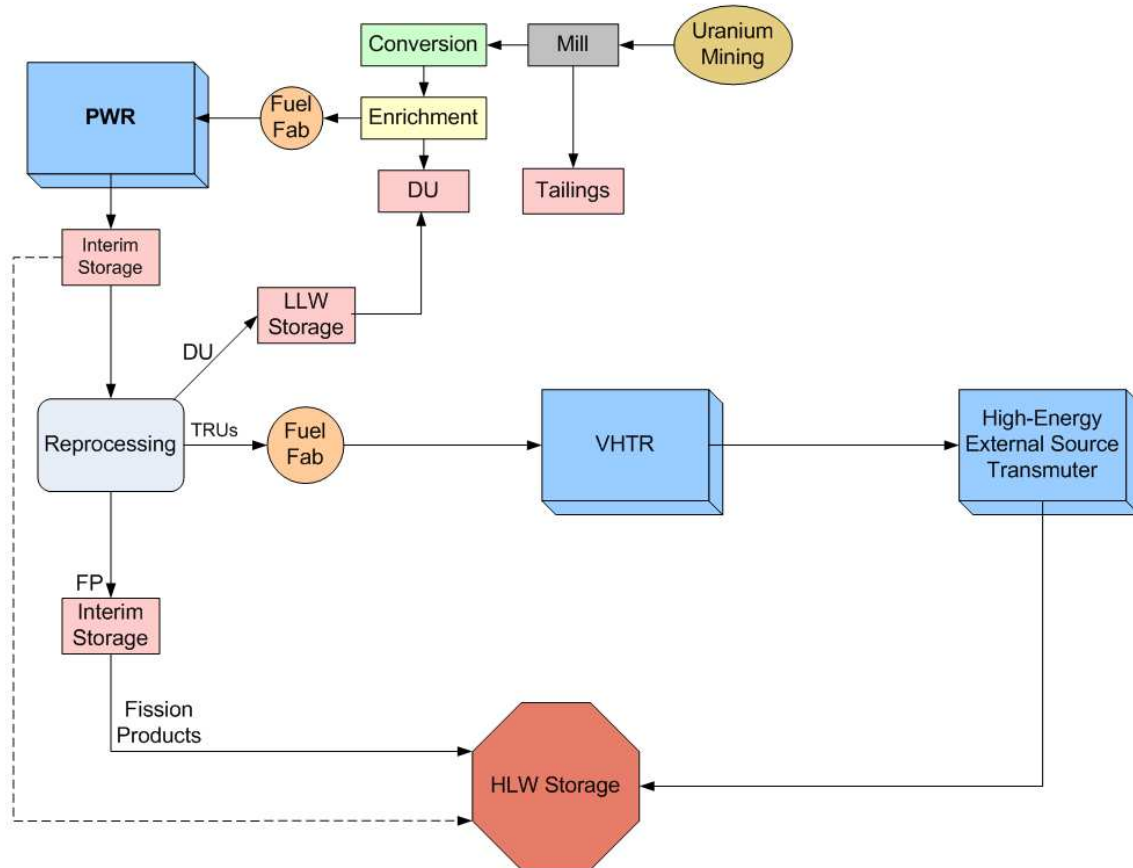 Uranium
Mining
Mill
Conversion
PWR
Fuel
Fab
Enrichment
DU
Tailings
Interim
Storage
LLW
Storage
DU
Reprocessing
TRUs
Fuel
Fab
VHTR
High-Energy
External Source
Transmuter
FP
Interim
Storage
Fission
Products
HLW Storage